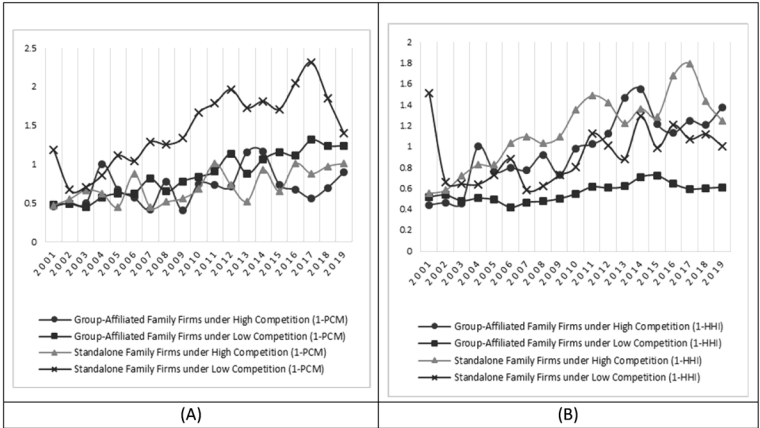 2.5
2
1.5
1
0.5
0
2001 2002 2003 2004 2005 2006 2007 2008 2009 2010 2011 2012 2013 2014 2015 2016 2017 2018 2019
Group-Affiliated Family Firms under High Competition (1-PCM)
Group-Affiliated Family Firms under Low Competition (1-PCM)
Standalone Family Firms under High Competition (1-PCM)
Standalone Family Firms under Low Competition (1-PCM)
(A)
2
1.8
1.6
1.4
1.2
1
0.8
0.6
0.4
0.2
0
2001 2002 2003 2004 2005 2006 2007 2008 2009 2010 2011 2012 2013 2014 2015 2016 2017 2018 2019
Group-Affiliated Family Firms under High Competition (1-HHI)
Group-Affiliated Family Firms under Low Competition (1-HHI)
Standalone Family Firms under High Competition (1-HHI)
Standalone Family Firms under Low Competition (1-HHI)
(B)